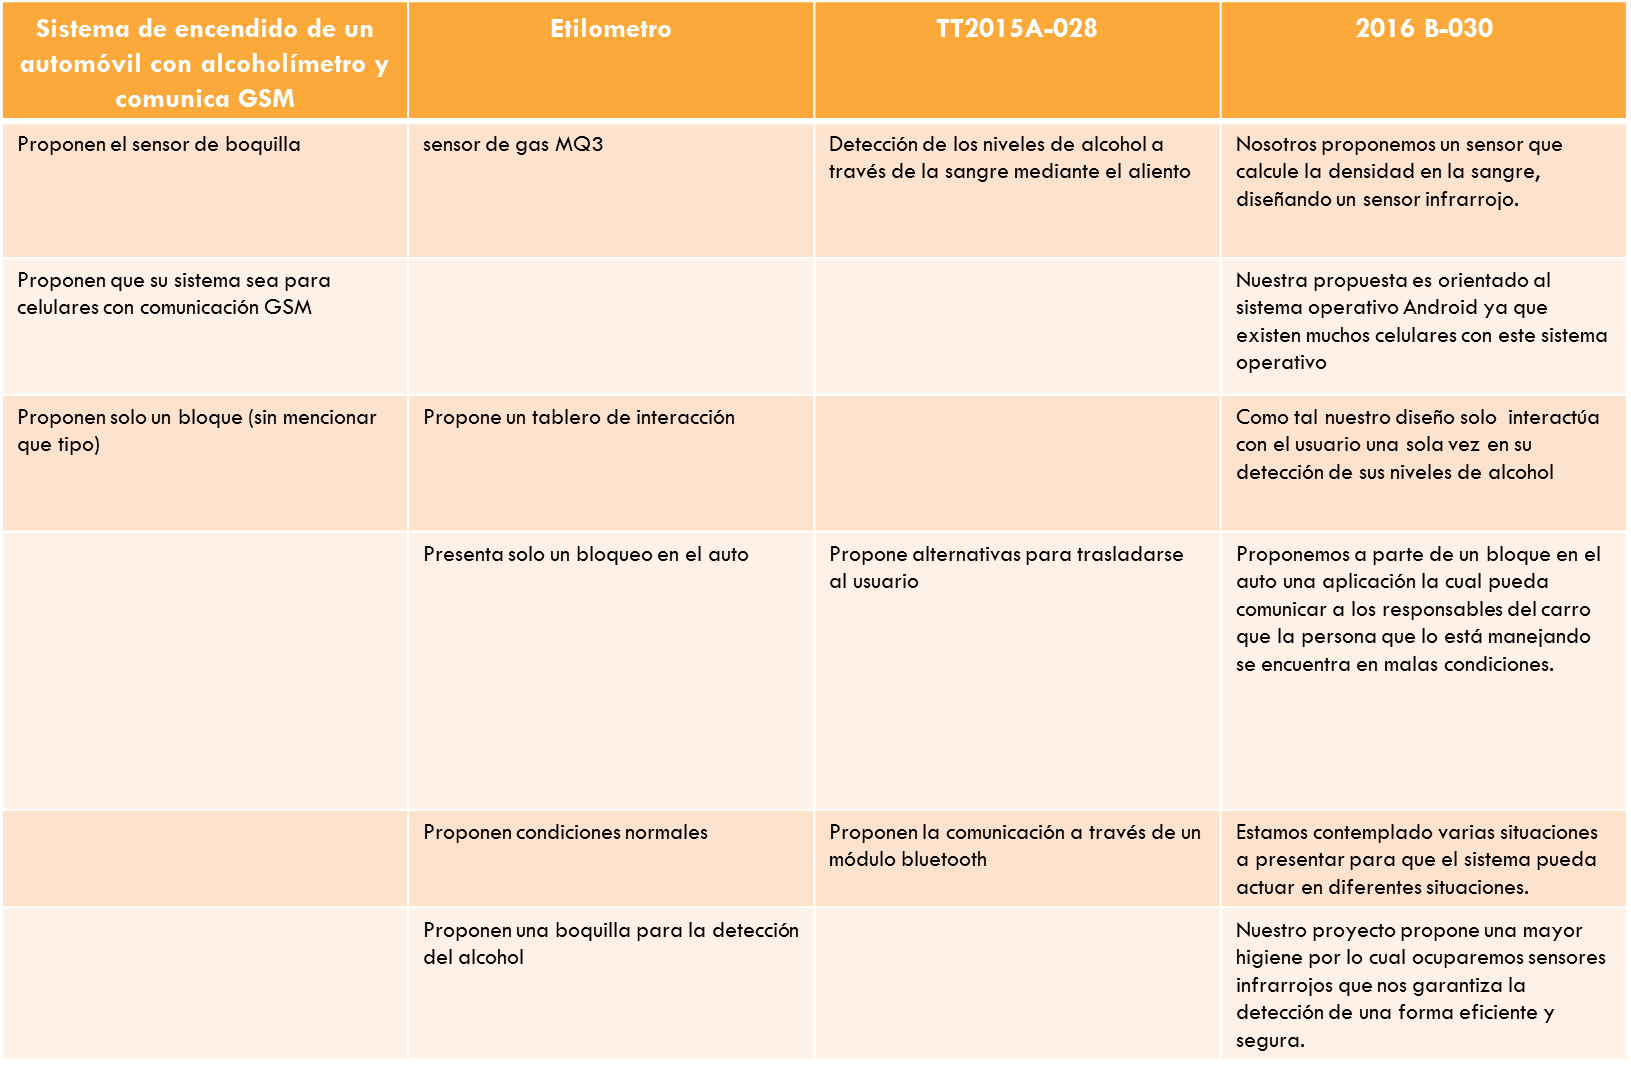 Sistema de encendido de un
automóvil con alcoholímetro y
comunica GSM
Etilometro
TT2015A-028
2016 B-030
Proponen el sensor de boquilla
sensor de gas MQ3
Detección de los niveles de alcohol a
través de la sangre mediante el aliento
Nosotros proponemos un sensor que
calcule la densidad en la sangre,
diseñando un sensor infrarrojo.
Proponen que su sistema sea para
celulares con comunicación GSM
Nuestra propuesta es orientado al
sistema operativo Android ya que
existen muchos celulares con este sistema
operativo
Proponen solo un bloque (sin mencionar
que tipo)
Propone un tablero de interacción
Como tal nuestro diseño solo  interactúa
con el usuario una sola vez en su
detección de sus niveles de alcohol
Presenta solo un bloqueo en el auto
Propone alternativas para trasladarse
al usuario
Proponemos a parte de un bloque en el
auto una aplicación la cual pueda
comunicar a los responsables del carro
que la persona que lo está manejando
se encuentra en malas condiciones.
Proponen condiciones normales
Proponen la comunicación a través de un
módulo bluetooth
Estamos contemplado varias situaciones
a presentar para que el sistema pueda
actuar en diferentes situaciones.
Proponen una boquilla para la detección
del alcohol
Nuestro proyecto propone una mayor
higiene por lo cual ocuparemos sensores
infrarrojos que nos garantiza la
detección de una forma eficiente y
segura.